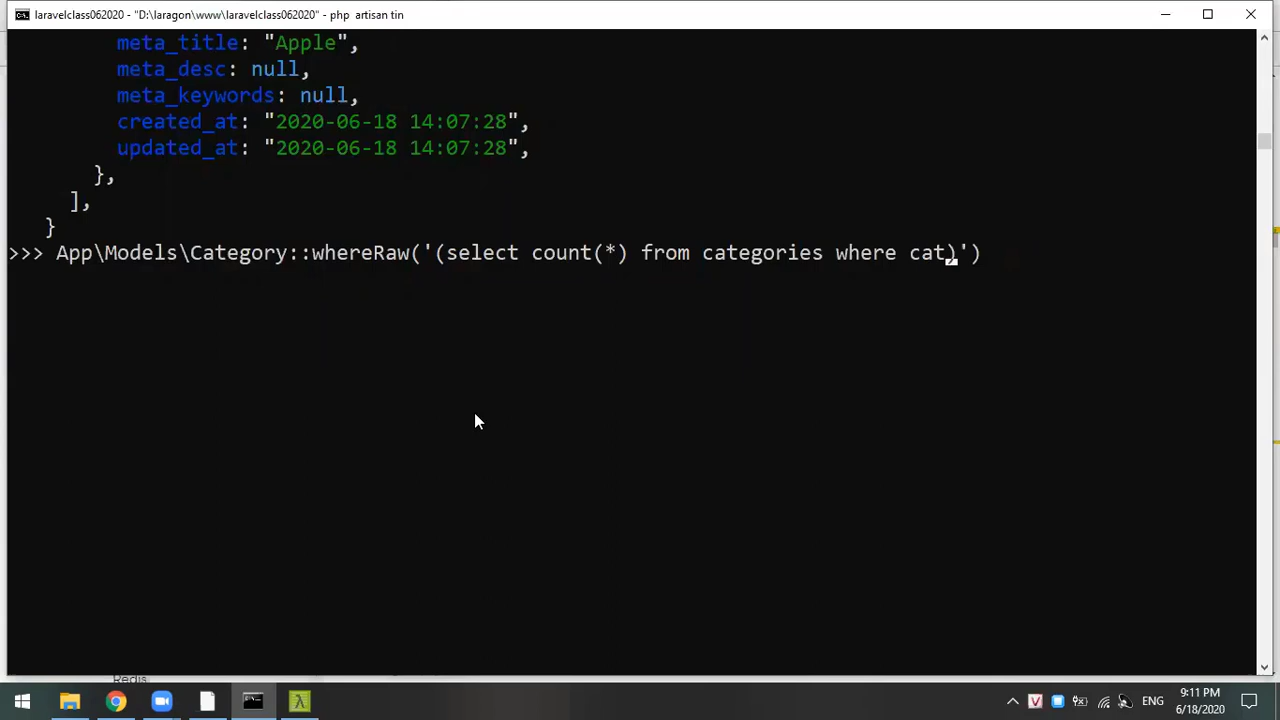 laravelclass062020 - "D:\laragon\www\laravelclass062020" - php  artisan tin
meta_title: "Apple",
meta_desc: null,
meta_keywords: null,
created_at: "2020-06-18 14:07:28",
updated_at: "2020-06-18 14:07:28",
},
],
}
>>> App\Models\Category::whereRaw('(select count(*) from categories where cat)')
Redis
ENG
9:11 PM
6/18/2020